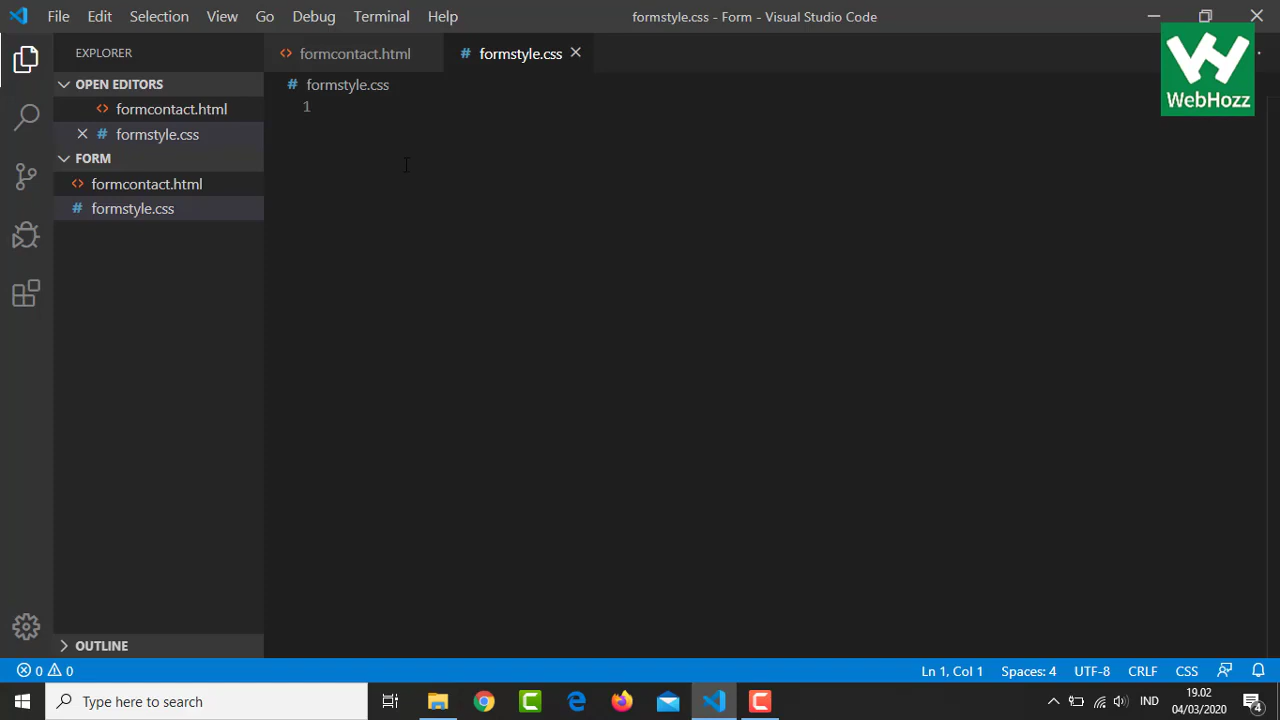 File Edit Selection View Go Debug Terminal Help formstyle.css - Form - Visual Studio Code
EXPLORER
formcontact.html
# formstyle.css
WebHozz
OPEN EDITORS
formcontact.html
# formstyle.css
FORM
formcontact.html
# formstyle.css
# formstyle.css
1
OUTLINE
0 0 Ln 1, Col 1 Spaces: 4 UTF-8 CRLF CSS
Type here to search
IND
19.02
04/03/2020
4